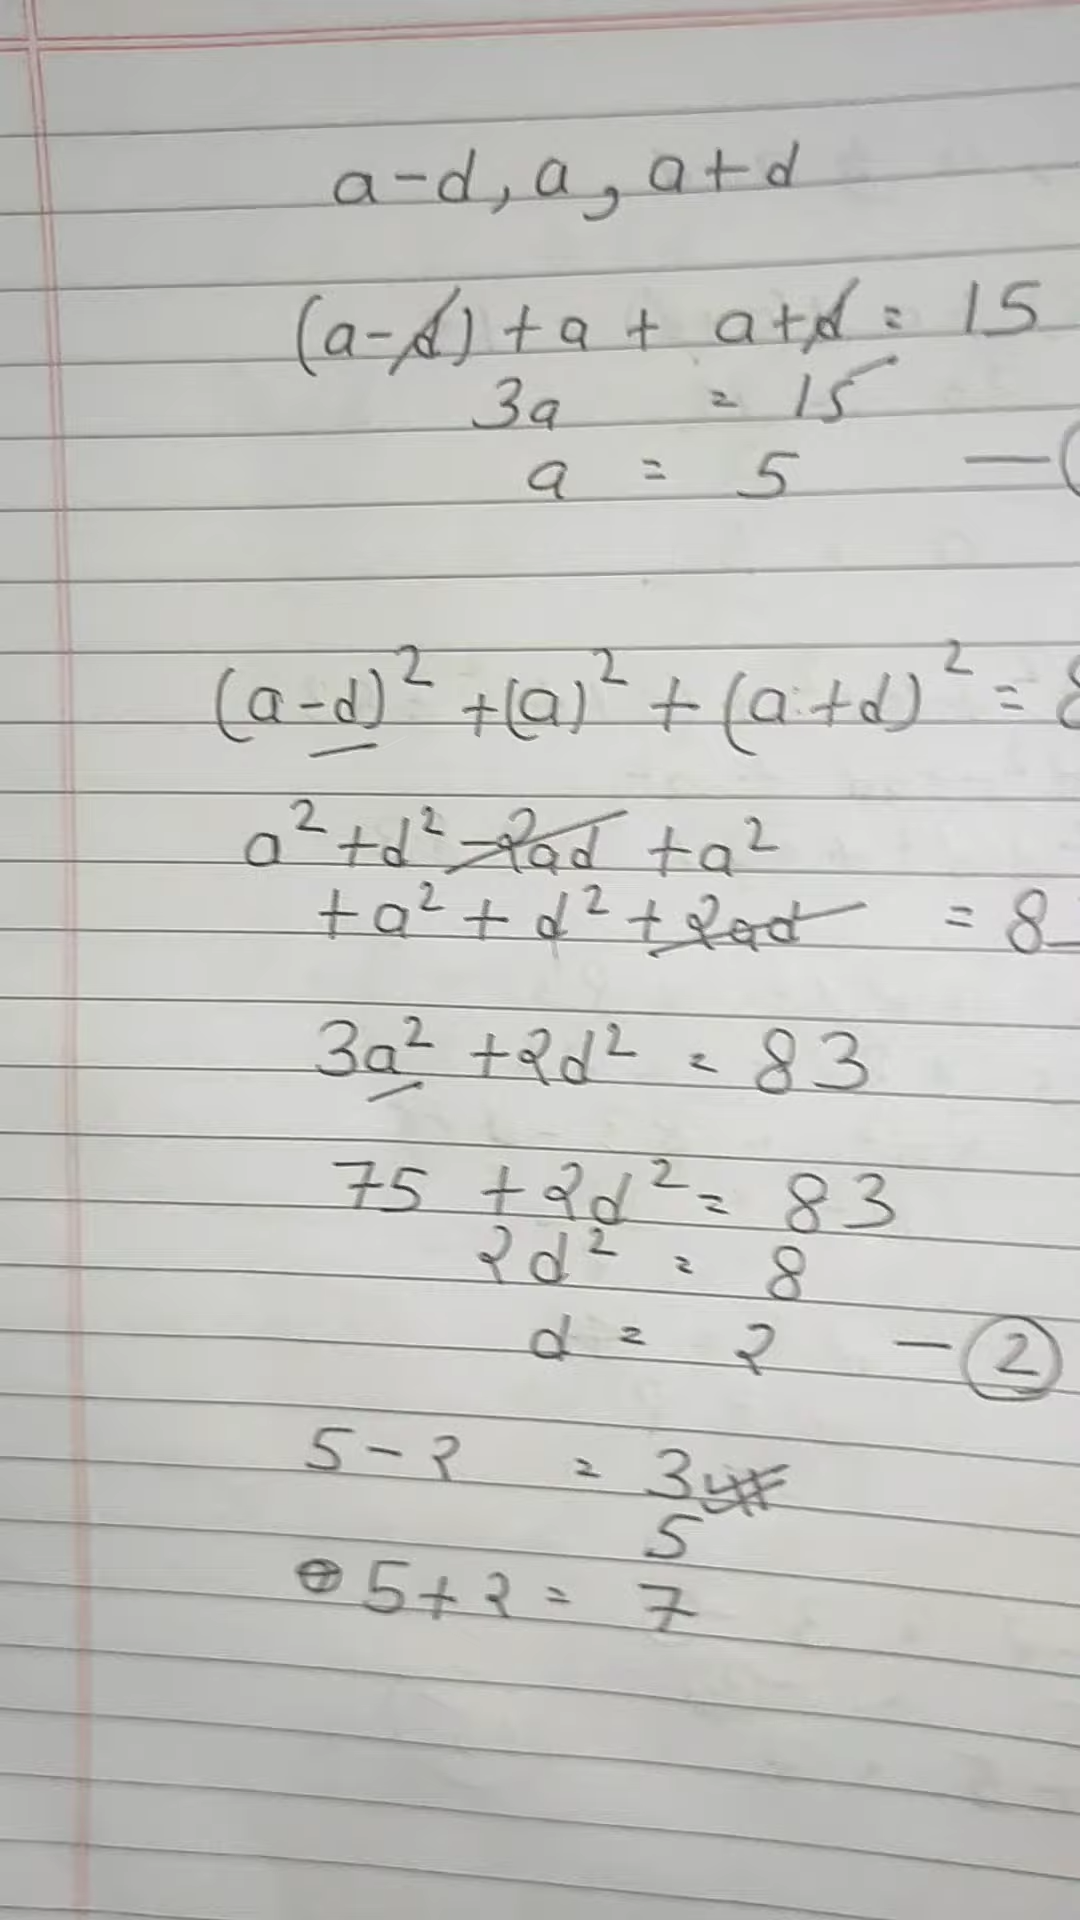 a-d, a, a+d
(a-d) + a + a+d = 15
3a = 15
a = 5 —
(a-d)² + (a)² + (a+d)² =
a² + d² - 2ad + a²
+ a² + d² + 2ad = 8
3a² + 2d² = 83
75 + 2d² = 83
2d² = 8
d = 2 — ②
5 - 2 = 3
5
5 + 2 = 7